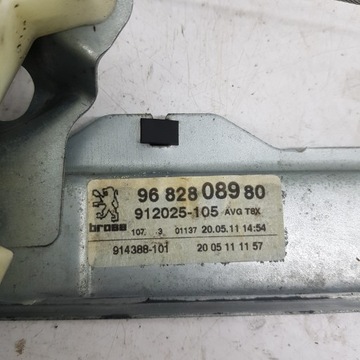 96 828 089 80
912025-105 AVG T8X
brose 107 3 01137 20.05.11 14:54
914388-101 20 05 11 11 57